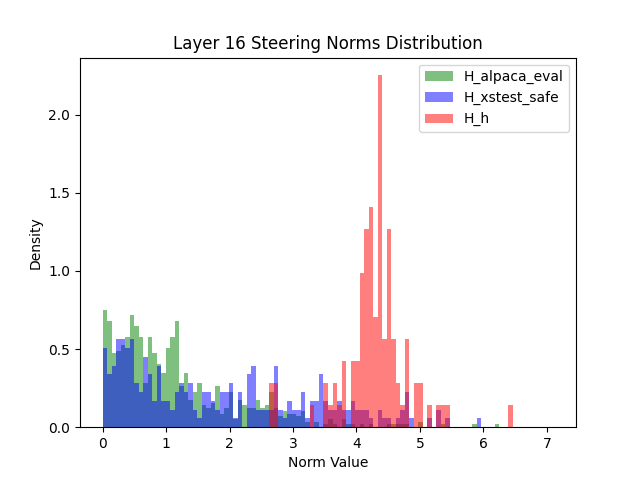 Layer 16 Steering Norms Distribution
H_alpaca_eval
H_xstest_safe
H_h
Density
2.0
1.5
1.0
0.5
0.0
0 1 2 3 4 5 6 7
Norm Value